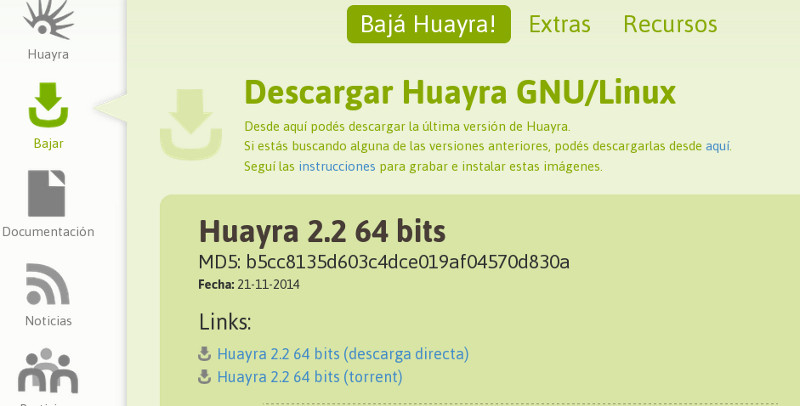 Huayra
Bajar
Documentación
Noticias
Bajá Huayra!
Extras
Recursos
Descargar Huayra GNU/Linux
Desde aquí podés descargar la última versión de Huayra.
Si estás buscando alguna de las versiones anteriores, podés descargarlas desde aquí.
Seguí las instrucciones para grabar e instalar estas imágenes.
Huayra 2.2 64 bits
MD5: b5cc8135d603c4dce019af04570d830a
Fecha: 21-11-2014
Links:
Huayra 2.2 64 bits (descarga directa)
Huayra 2.2 64 bits (torrent)